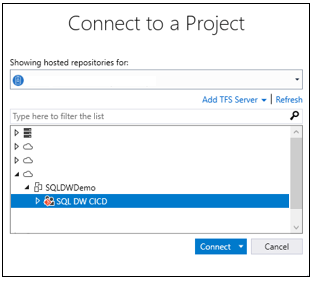 Connect to a Project
Showing hosted repositories for:
Add TFS Server | Refresh
Type here to filter the list
SQLDWDemo
SQL DW CICD
Connect
Cancel